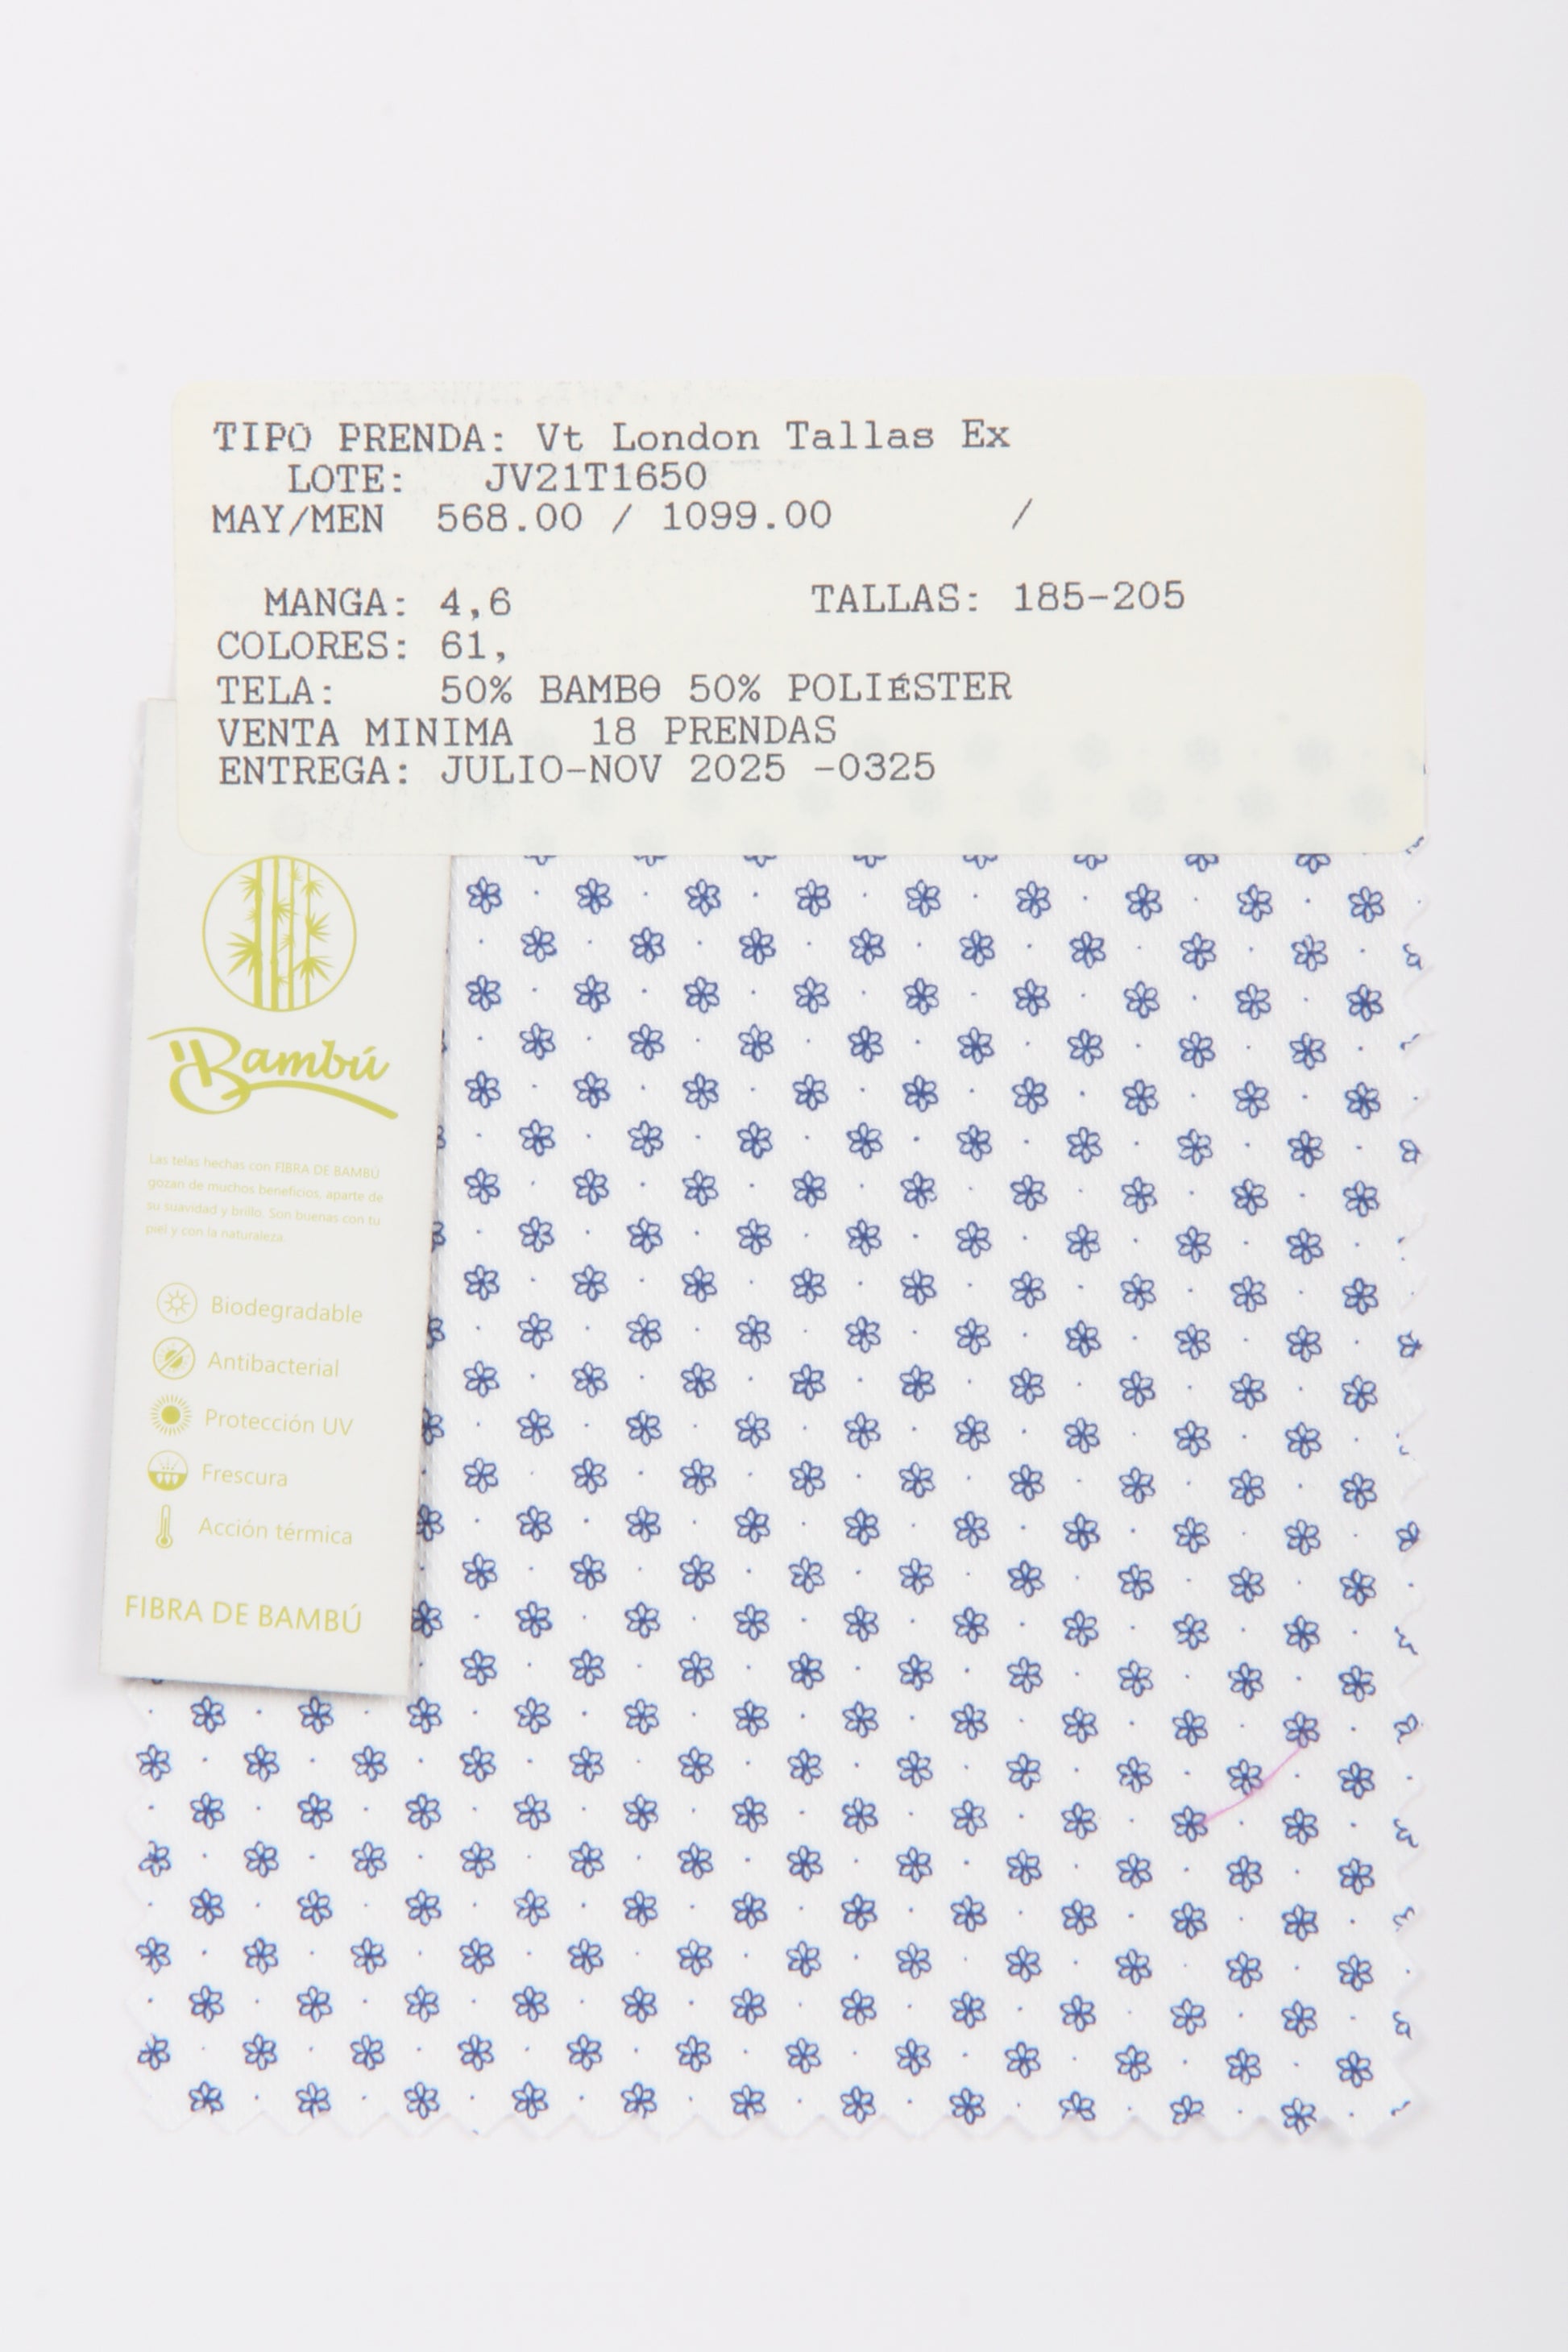 TIPO PRENDA: Vt London Tallas Ex
LOTE: JV21T1650
MAY/MEN 568.00 / 1099.00 /
MANGA: 4,6 TALLAS: 185-205
COLORES: 61,
TELA: 50% BAMBΘ 50% POLIÉSTER
VENTA MINIMA 18 PRENDAS
ENTREGA: JULIO-NOV 2025 -0325
Bambú
Las telas hechas con FIBRA DE BAMBÚ
gozan de muchos beneficios, aparte de
su suavidad y brillo. Son buenas con tu
piel y con la naturaleza.
Biodegradable
Antibacterial
Protección UV
Frescura
Acción térmica
FIBRA DE BAMBÚ